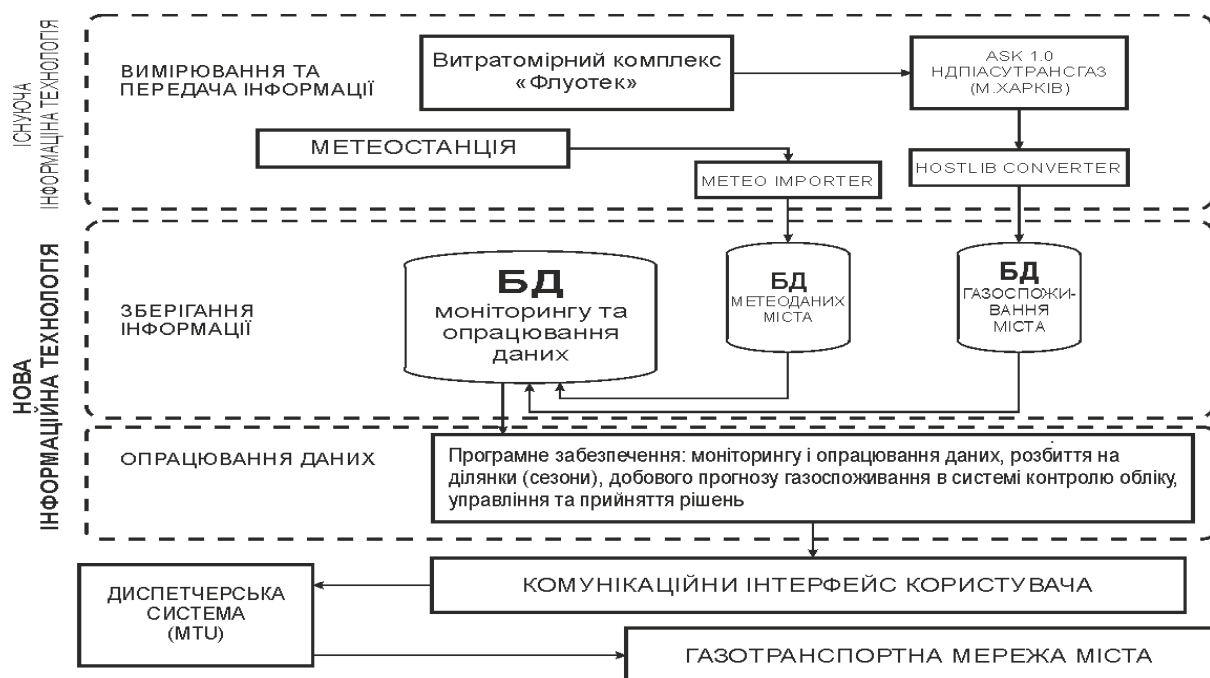 ІСНУЮЧА
ІНФОРМАЦІНА ТЕХНОЛОГІЯ
ВИМІРЮВАННЯ ТА
ПЕРЕДАЧА ІНФОРМАЦІЇ
Витратомірний комплекс
«Флуотек»
ASK 1.0
НДПІАСУТРАНСГАЗ
(М.ХАРКІВ)
МЕТЕОСТАНЦІЯ
METEO IMPORTER
HOSTLIB CONVERTER
НОВА
ІНФОРМАЦІЙНА ТЕХНОЛОГІЯ
ЗБЕРІГАННЯ
ІНФОРМАЦІЇ
БД
моніторингу та
опрацювання
даних
БД
МЕТЕОДАНИХ
МІСТА
БД
ГАЗОСПОЖИ-
ВАННЯ
МІСТА
ОПРАЦЮВАННЯ ДАНИХ
Програмне забезпечення: моніторингу і опрацювання даних, розбиття на
ділянки (сезони), добового прогнозу газоспоживання в системі контролю обліку,
управління та прийняття рішень
КОМУНІКАЦІЙНИ ІНТЕРФЕЙС КОРИСТУВАЧА
ДИСПЕТЧЕРСЬКА
СИСТЕМА
(MTU)
ГАЗОТРАНСПОРТНА МЕРЕЖА МІСТА